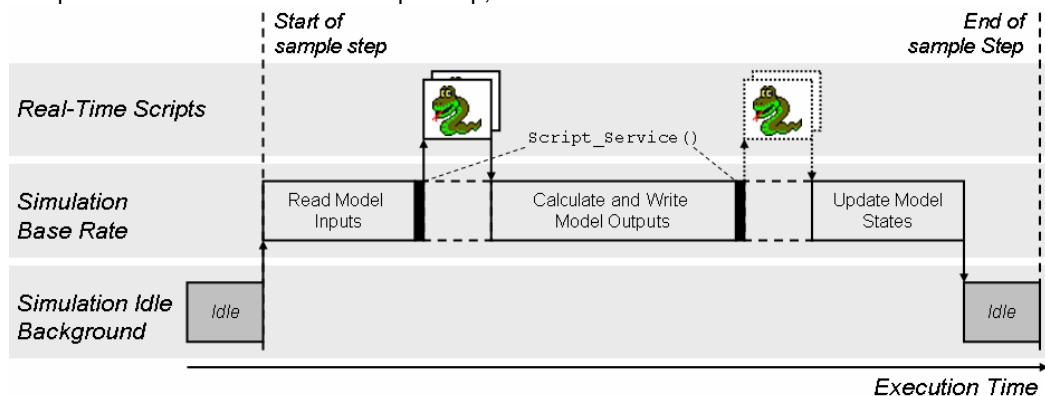 Start of
sample step
End of
sample Step
Real-Time Scripts
Script_Service()
Simulation
Base Rate
Read Model
Inputs
Calculate and Write
Model Outputs
Update Model
States
Simulation Idle
Background
Idle
Idle
Execution Time